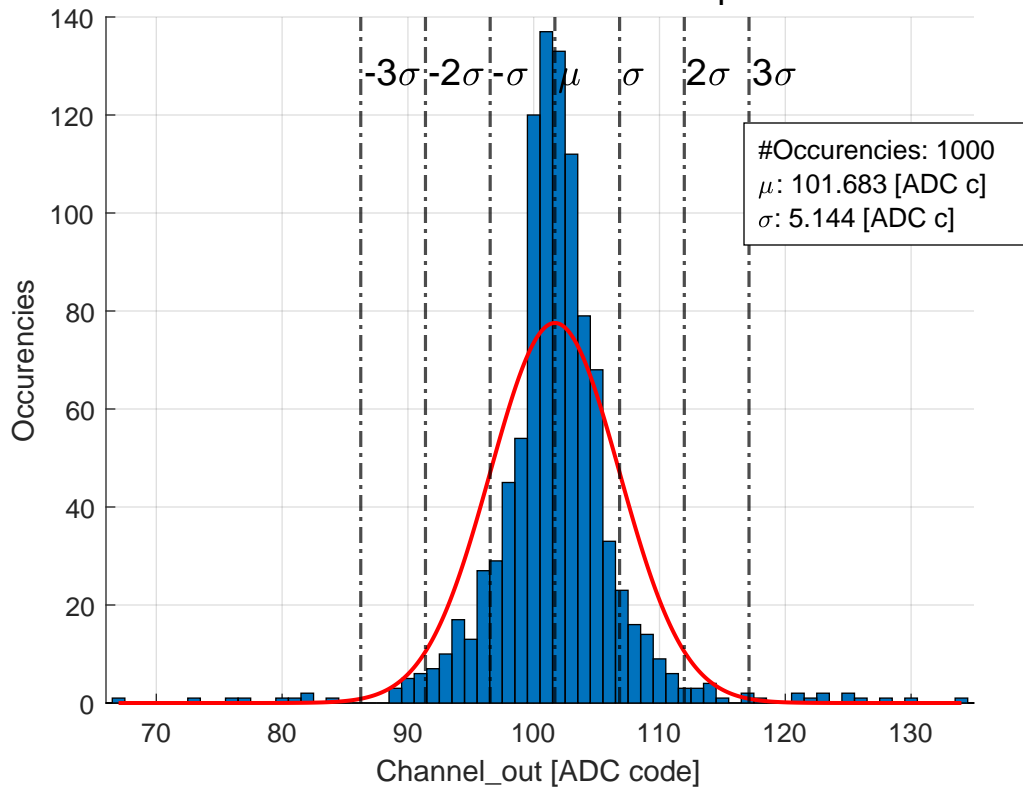 140
120
100
80
60
40
20
0
Occurencies
-3σ -2σ -σ μ σ 2σ 3σ
#Occurencies: 1000
μ: 101.683 [ADC c]
σ: 5.144 [ADC c]
70 80 90 100 110 120 130
Channel_out [ADC code]